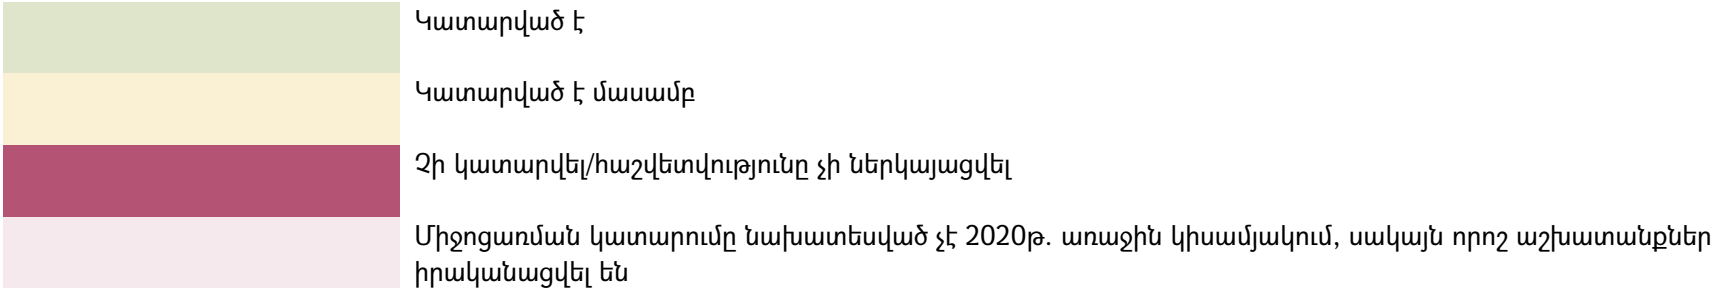 Կատարված է
Կատարված է մասամբ
Չի կատարվել/հաշվետվությունը չի ներկայացվել
Միջոցառման կատարումը նախատեսված չէ 2020թ. առաջին կիսամյակում, սակայն որոշ աշխատանքներ
իրականացվել են